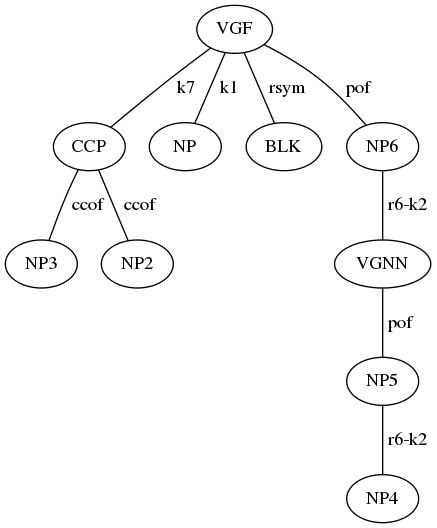 VGF
k7 k1 rsym pof
CCP NP BLK NP6
ccof ccof r6-k2
NP3 NP2 VGNN
pof
NP5
r6-k2
NP4